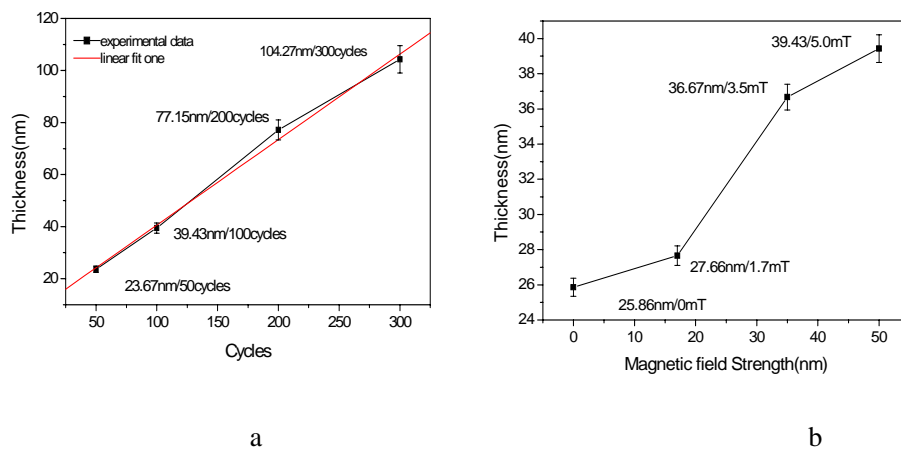 120
100
80
60
40
20
Thickness(nm)
experimental data
linear fit one
104.27nm/300cycles
77.15nm/200cycles
39.43nm/100cycles
23.67nm/50cycles
50 100 150 200 250 300
Cycles
a
40
38
36
34
32
30
28
26
24
Thickness(nm)
39.43/5.0mT
36.67nm/3.5mT
27.66nm/1.7mT
25.86nm/0mT
0 10 20 30 40 50
Magnetic field Strength(nm)
b